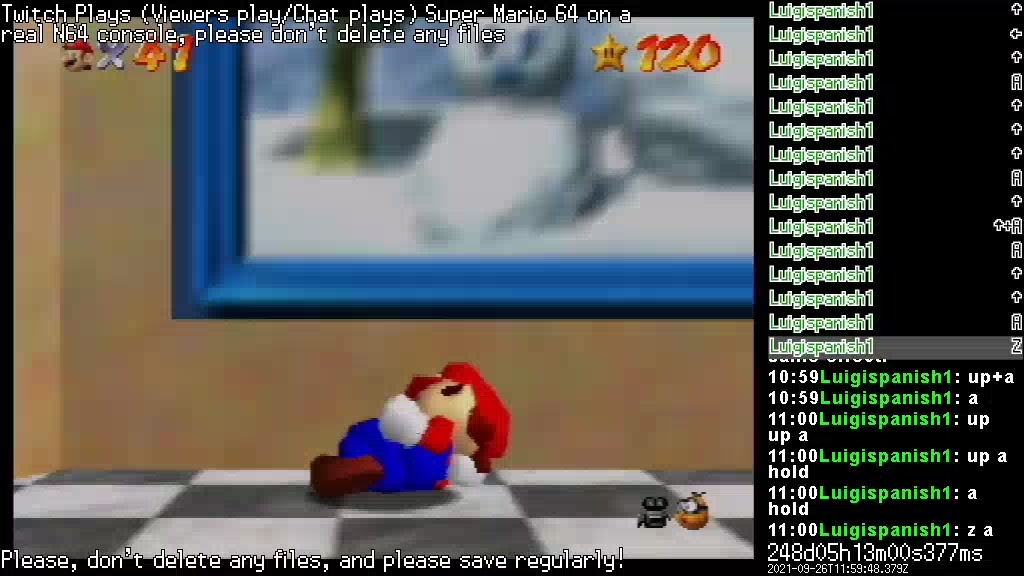 Twitch Plays (Viewers play/Chat plays) Super Mario 64 on a
real N64 console, please don't delete any files
41
120
Luigispanish1 ↑
Luigispanish1 ←
Luigispanish1 ↑
Luigispanish1 A
Luigispanish1 ↑
Luigispanish1 ↑
Luigispanish1 ↑
Luigispanish1 A
Luigispanish1 ↑
Luigispanish1 ↑+A
Luigispanish1 A
Luigispanish1 ↑
Luigispanish1 ↑
Luigispanish1 A
Luigispanish1 Z
10:59Luigispanish1: up+a
10:59Luigispanish1: a
11:00Luigispanish1: up
up a
11:00Luigispanish1: up a
hold
11:00Luigispanish1: a
hold
11:00Luigispanish1: z a
248d05h13m00s377ms
2021-09-26T11:59:48.379Z
Please, don't delete any files, and please save regularly!